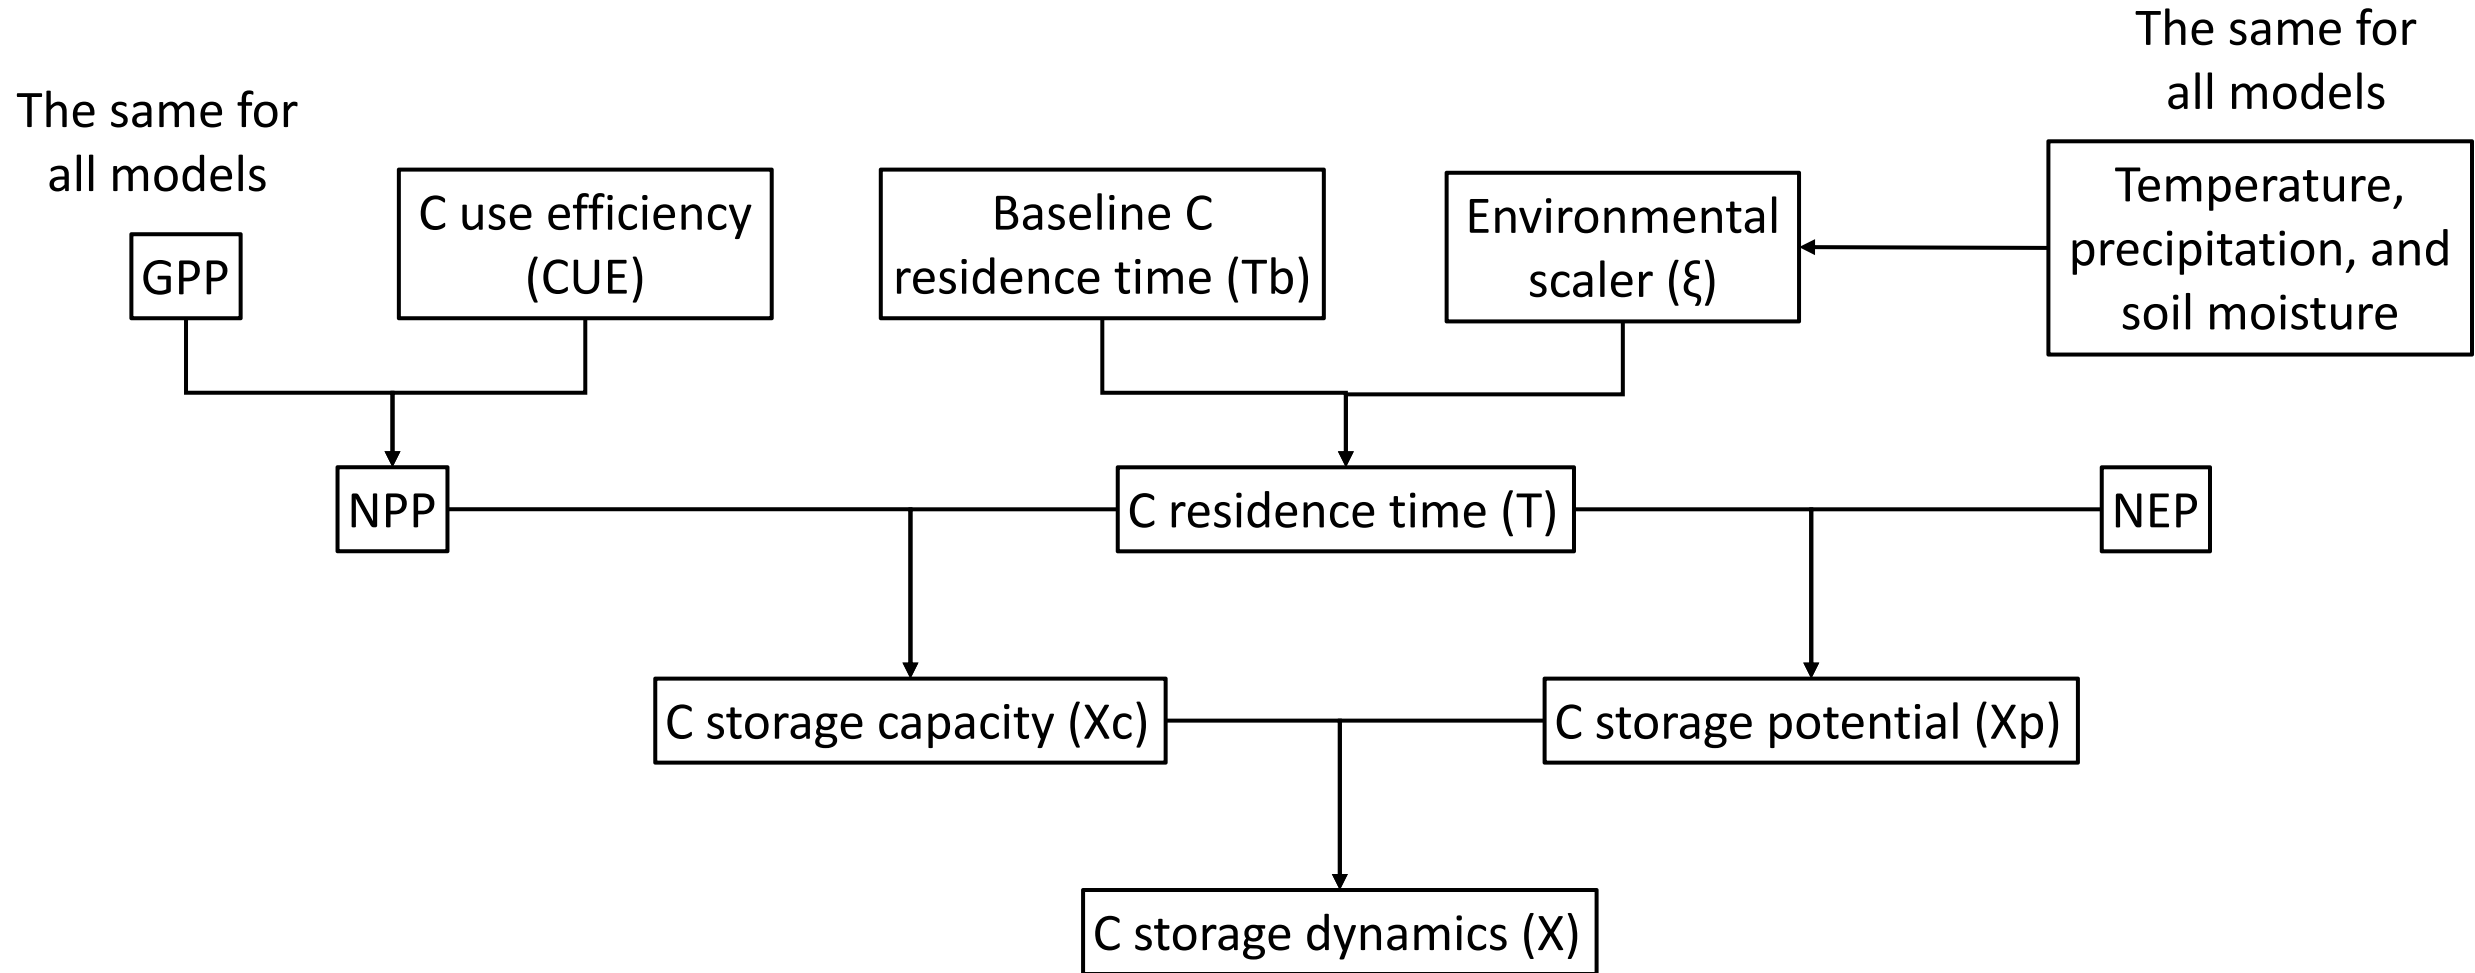 The same for
all models
GPP
C use efficiency
(CUE)
Baseline C
residence time (Tb)
Environmental
scaler (ξ)
The same for
all models
Temperature,
precipitation, and
soil moisture
NPP
C residence time (T)
NEP
C storage capacity (Xc)
C storage potential (Xp)
C storage dynamics (X)